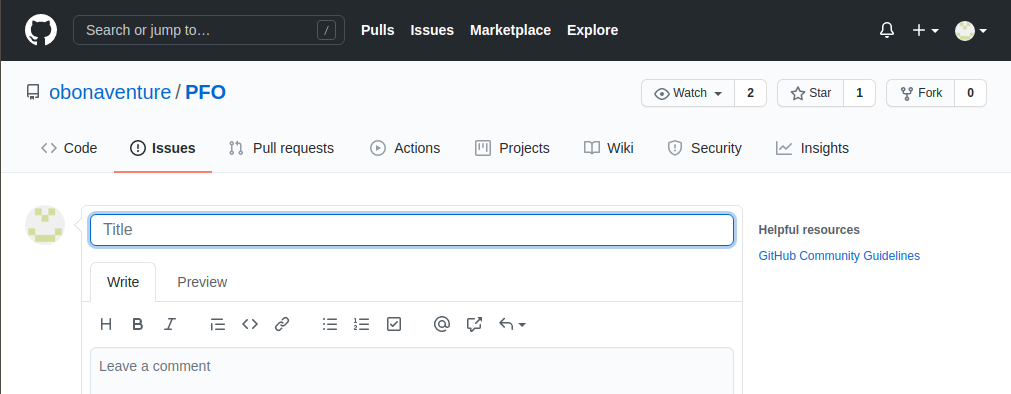 Search or jump to… /
Pulls Issues Marketplace Explore
obonaventure / PFO
Watch 2 Star 1 Fork 0
Code Issues Pull requests Actions Projects Wiki Security Insights
Title
Helpful resources
GitHub Community Guidelines
Write Preview
Leave a comment